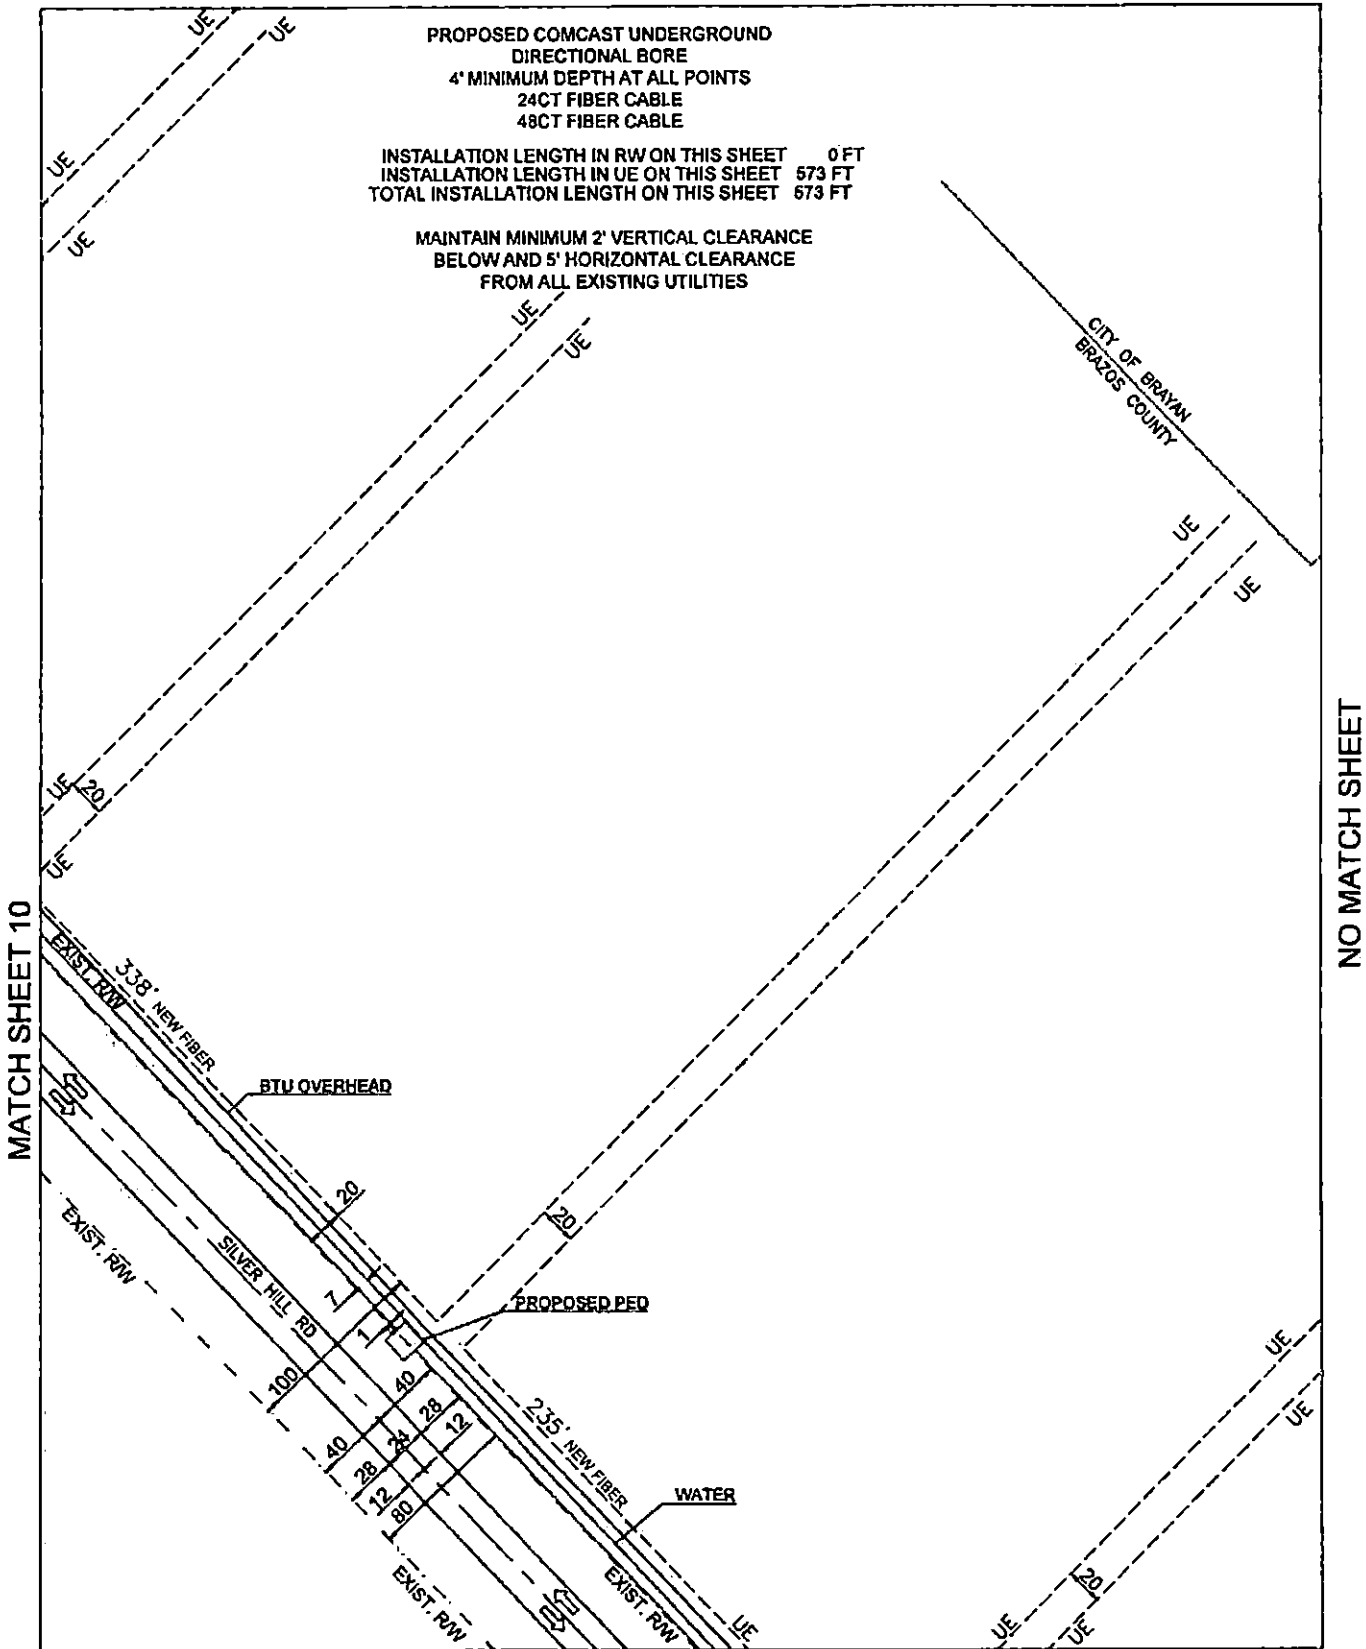 UE
UE
PROPOSED COMCAST UNDERGROUND
DIRECTIONAL BORE
4' MINIMUM DEPTH AT ALL POINTS
24CT FIBER CABLE
48CT FIBER CABLE
UE
UE
INSTALLATION LENGTH IN RW ON THIS SHEET 0 FT
INSTALLATION LENGTH IN UE ON THIS SHEET 573 FT
TOTAL INSTALLATION LENGTH ON THIS SHEET 573 FT
MAINTAIN MINIMUM 2' VERTICAL CLEARANCE
BELOW AND 5' HORIZONTAL CLEARANCE
FROM ALL EXISTING UTILITIES
UE
UE
CITY OF BRAYAN
BRAZOS COUNTY
UE
UE
UE
20
UE
NO MATCH SHEET
MATCH SHEET 10
EXIST. R/W
338' NEW FIBER
BTU OVERHEAD
20
20
EXIST. R/W
SILVER HILL RD
7
1
PROPOSED PED
100
40
28
12
24
40
28
12
80
235' NEW FIBER
WATER
UE
UE
EXIST. R/W
EXIST. R/W
UE
20
UE
UE